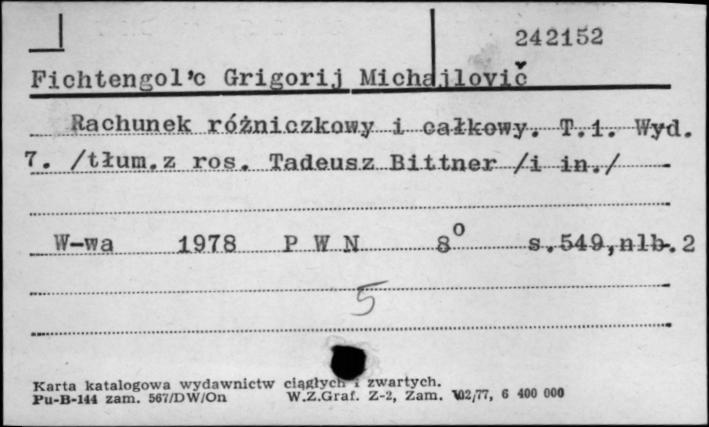 242152
Fichtengol'c Grigorij Michajlovič
Rachunek różniczkowy i całkowy. T.1. Wyd.
7. /tłum.z ros. Tadeusz Bittner /i in./
W-wa 1978 P W N 8⁰ s.549,nlb.2
5
Karta katalogowa wydawnictw ciągłych i zwartych.
Pu-B-144 zam. 567/DW/On W.Z.Graf. Z-2, Zam. 102/77, 6 400 000